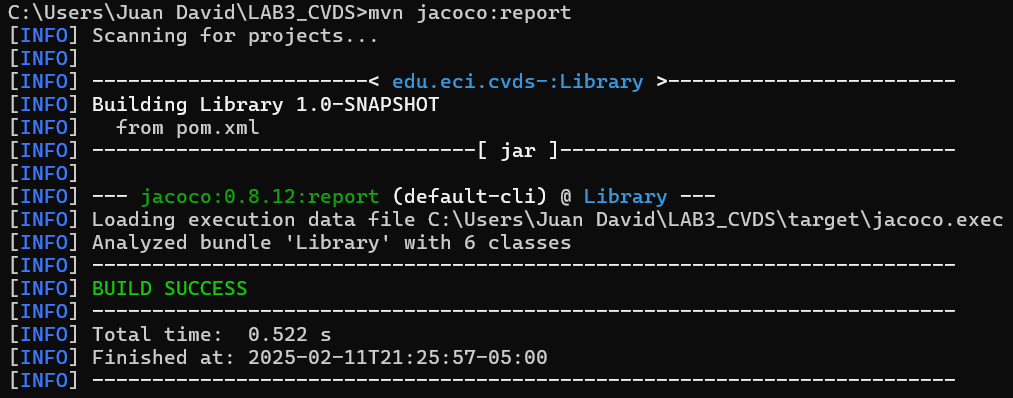 C:\Users\Juan David\LAB3_CVDS>mvn jacoco:report
[INFO] Scanning for projects...
[INFO]
[INFO] -----------------------< edu.eci.cvds-:Library >------------------------
[INFO] Building Library 1.0-SNAPSHOT
[INFO]   from pom.xml
[INFO] --------------------------------[ jar ]---------------------------------
[INFO]
[INFO] --- jacoco:0.8.12:report (default-cli) @ Library ---
[INFO] Loading execution data file C:\Users\Juan David\LAB3_CVDS\target\jacoco.exec
[INFO] Analyzed bundle 'Library' with 6 classes
[INFO] ------------------------------------------------------------------------
[INFO] BUILD SUCCESS
[INFO] ------------------------------------------------------------------------
[INFO] Total time:  0.522 s
[INFO] Finished at: 2025-02-11T21:25:57-05:00
[INFO] ------------------------------------------------------------------------